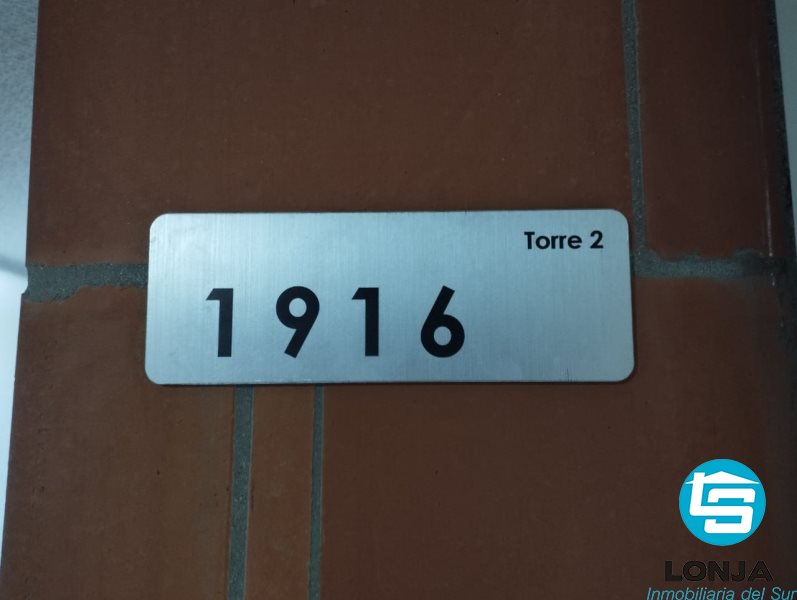 Torre 2
1916
LONJA
Inmobiliaria del Sur